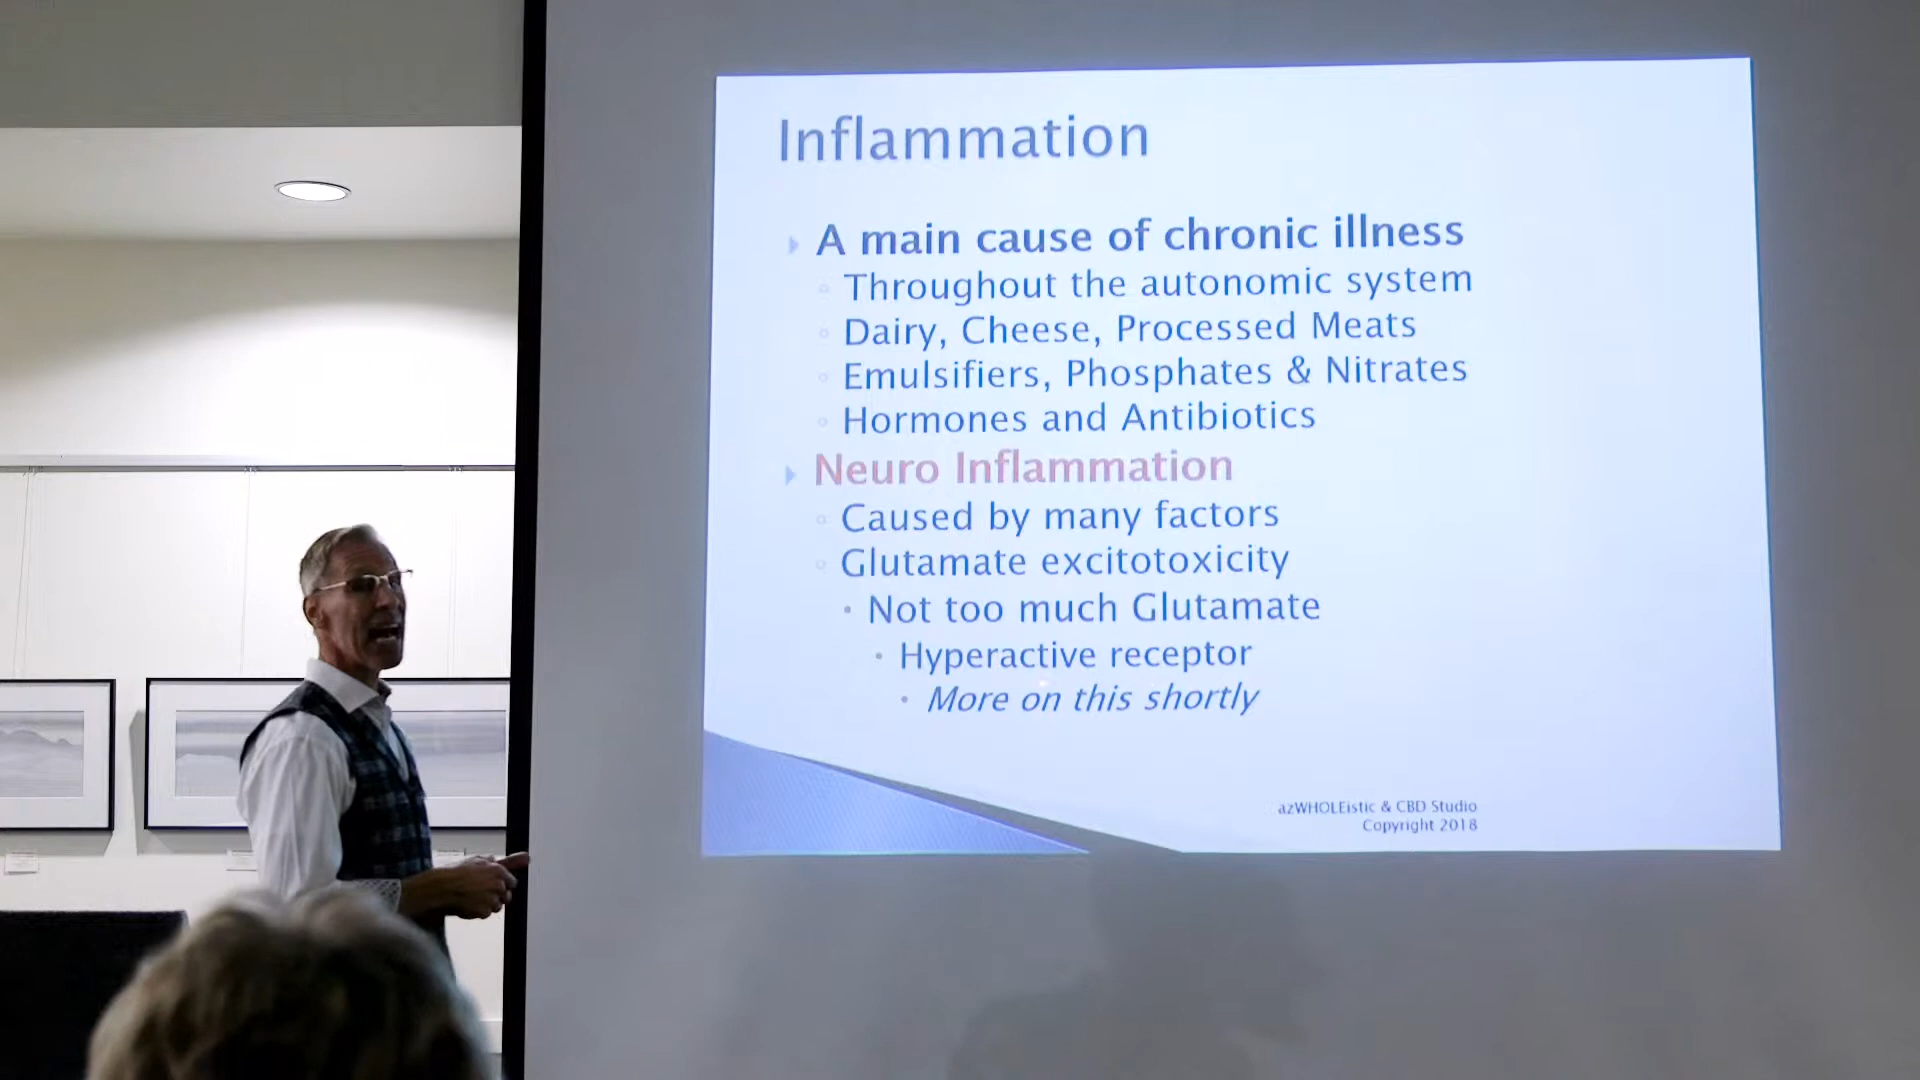 Inflammation
A main cause of chronic illness
Throughout the autonomic system
Dairy, Cheese, Processed Meats
Emulsifiers, Phosphates & Nitrates
Hormones and Antibiotics
Neuro Inflammation
Caused by many factors
Glutamate excitotoxicity
Not too much Glutamate
Hyperactive receptor
More on this shortly
azWHOLEistic & CBD Studio
Copyright 2018